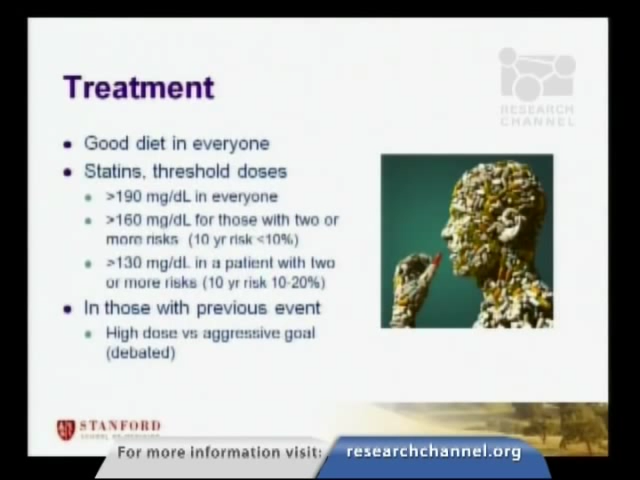 RESEARCH
CHANNEL
Treatment
Good diet in everyone
Statins, threshold doses
>190 mg/dL in everyone
>160 mg/dL for those with two or
more risks (10 yr risk <10%)
>130 mg/dL in a patient with two
or more risks (10 yr risk 10-20%)
In those with previous event
High dose vs aggressive goal
(debated)
STANFORD
SCHOOL OF MEDICINE
For more information visit:
researchchannel.org